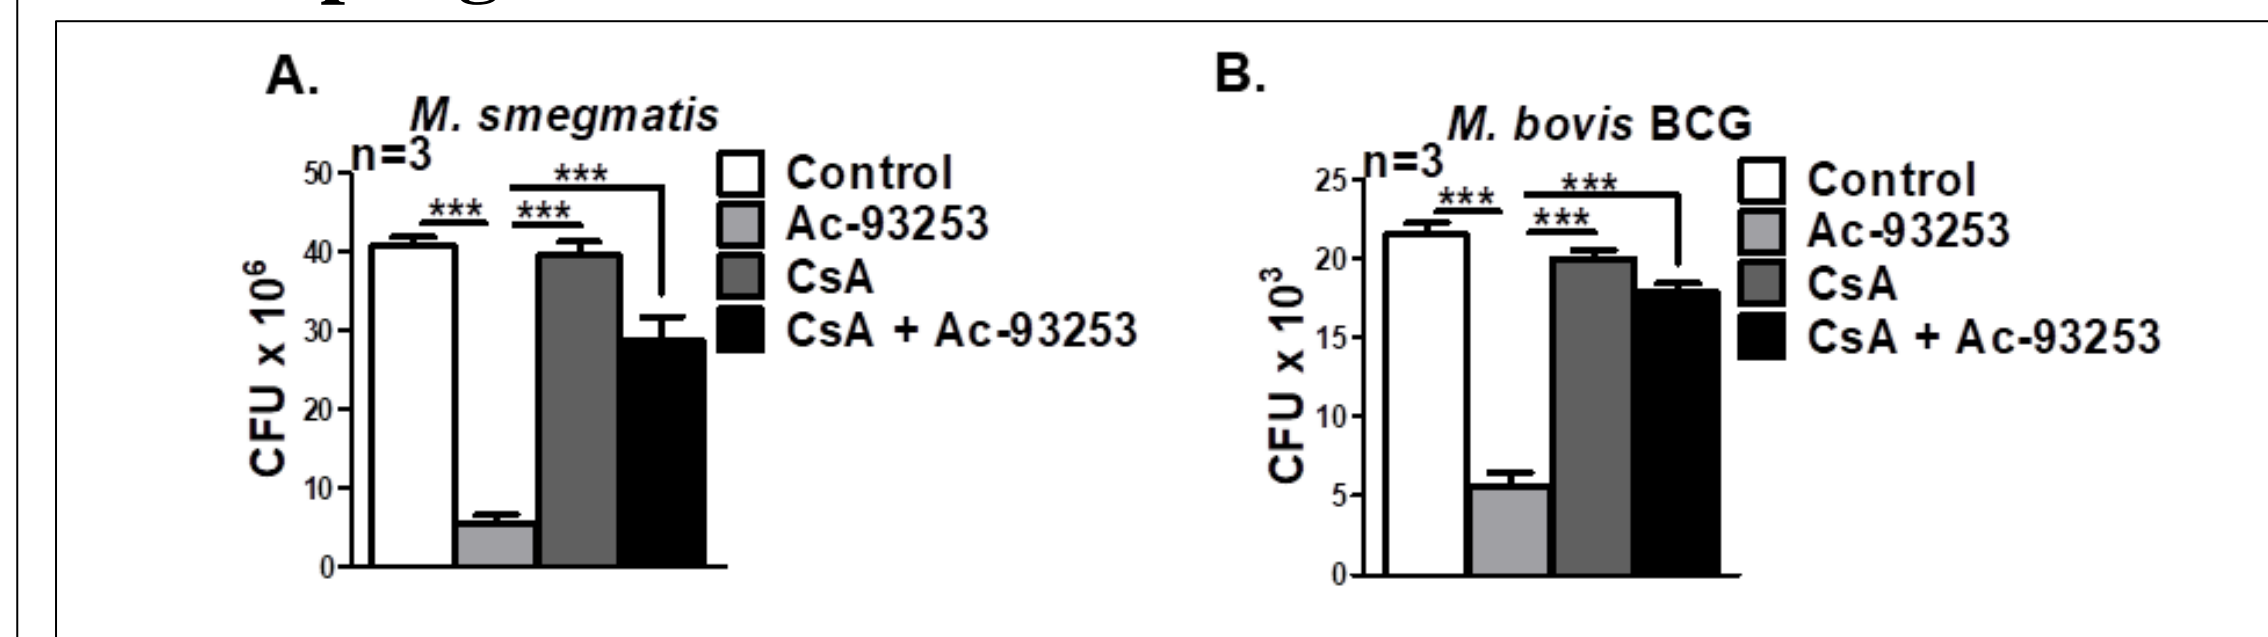 A.
M. smegmatis
n=3
50
40
30
20
10
0
CFU x 10⁶
***
***
***
Control
Ac-93253
CsA
CsA + Ac-93253
B.
M. bovis BCG
n=3
25
20
15
10
5
0
CFU x 10³
***
***
***
Control
Ac-93253
CsA
CsA + Ac-93253